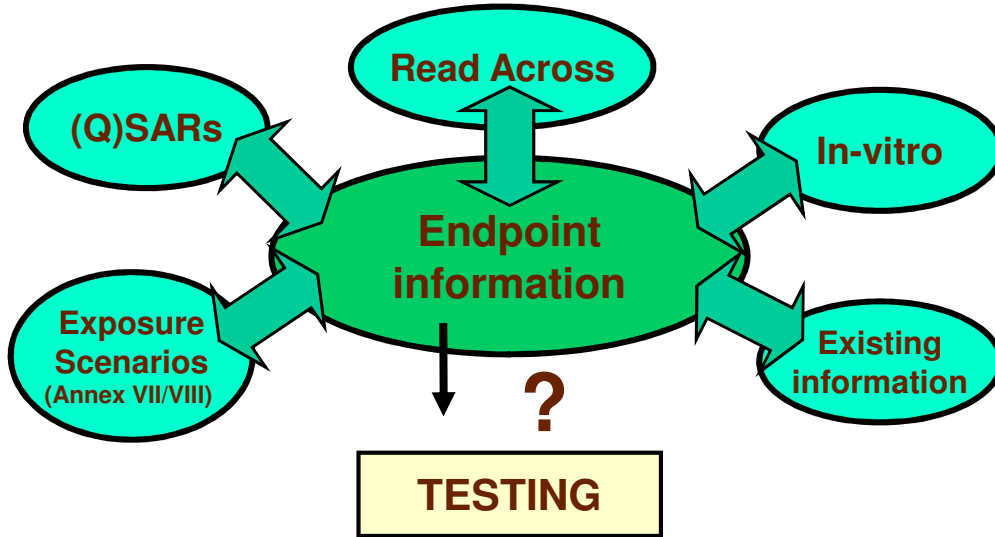 Read Across
(Q)SARs
In-vitro
Endpoint
information
Exposure
Scenarios
(Annex VII/VIII)
Existing
information
?
TESTING